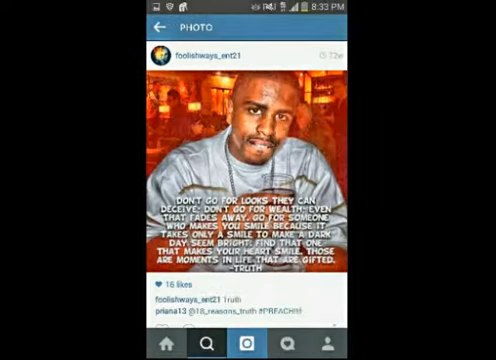 8:33 PM
PHOTO
foolishways_ent21
72w
DON'T GO FOR LOOKS THEY CAN
DECEIVE; DON'T GO FOR WEALTH, EVEN
THAT FADES AWAY. GO FOR SOMEONE
WHO MAKES YOU SMILE BECAUSE IT
TAKES ONLY A SMILE TO MAKE A DARK
DAY SEEM BRIGHT; FIND THAT ONE
THAT MAKES YOUR HEART SMILE. THOSE
ARE MOMENTS IN LIFE THAT ARE GIFTED.
-TRUTH
16 likes
foolishways_ent21 Truth
priana13 @18_reasons_truth